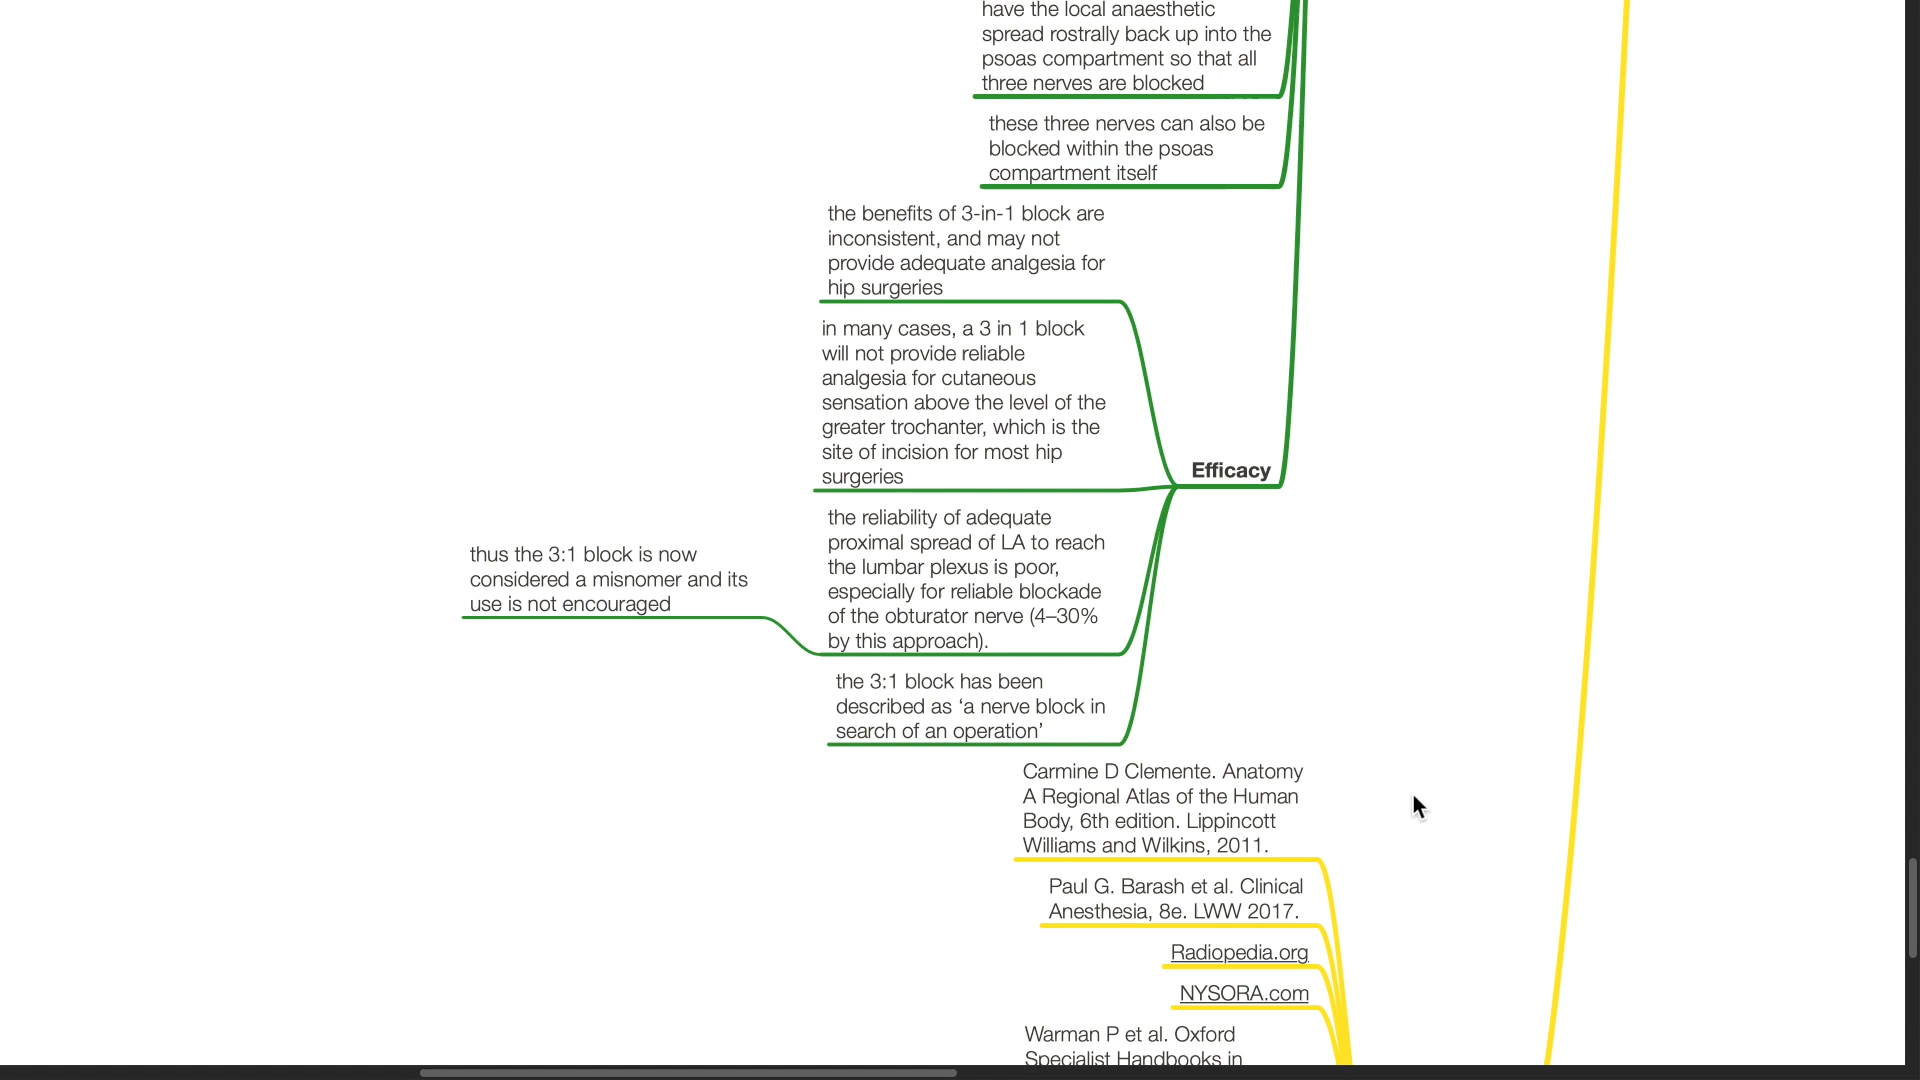 have the local anaesthetic
spread rostrally back up into the
psoas compartment so that all
three nerves are blocked
these three nerves can also be
blocked within the psoas
compartment itself
the benefits of 3-in-1 block are
inconsistent, and may not
provide adequate analgesia for
hip surgeries
in many cases, a 3 in 1 block
will not provide reliable
analgesia for cutaneous
sensation above the level of the
greater trochanter, which is the
site of incision for most hip
surgeries
Efficacy
the reliability of adequate
proximal spread of LA to reach
the lumbar plexus is poor,
especially for reliable blockade
of the obturator nerve (4–30%
by this approach).
thus the 3:1 block is now
considered a misnomer and its
use is not encouraged
the 3:1 block has been
described as ‘a nerve block in
search of an operation’
Carmine D Clemente. Anatomy
A Regional Atlas of the Human
Body, 6th edition. Lippincott
Williams and Wilkins, 2011.
Paul G. Barash et al. Clinical
Anesthesia, 8e. LWW 2017.
Radiopedia.org
NYSORA.com
Warman P et al. Oxford
Specialist Handbooks in